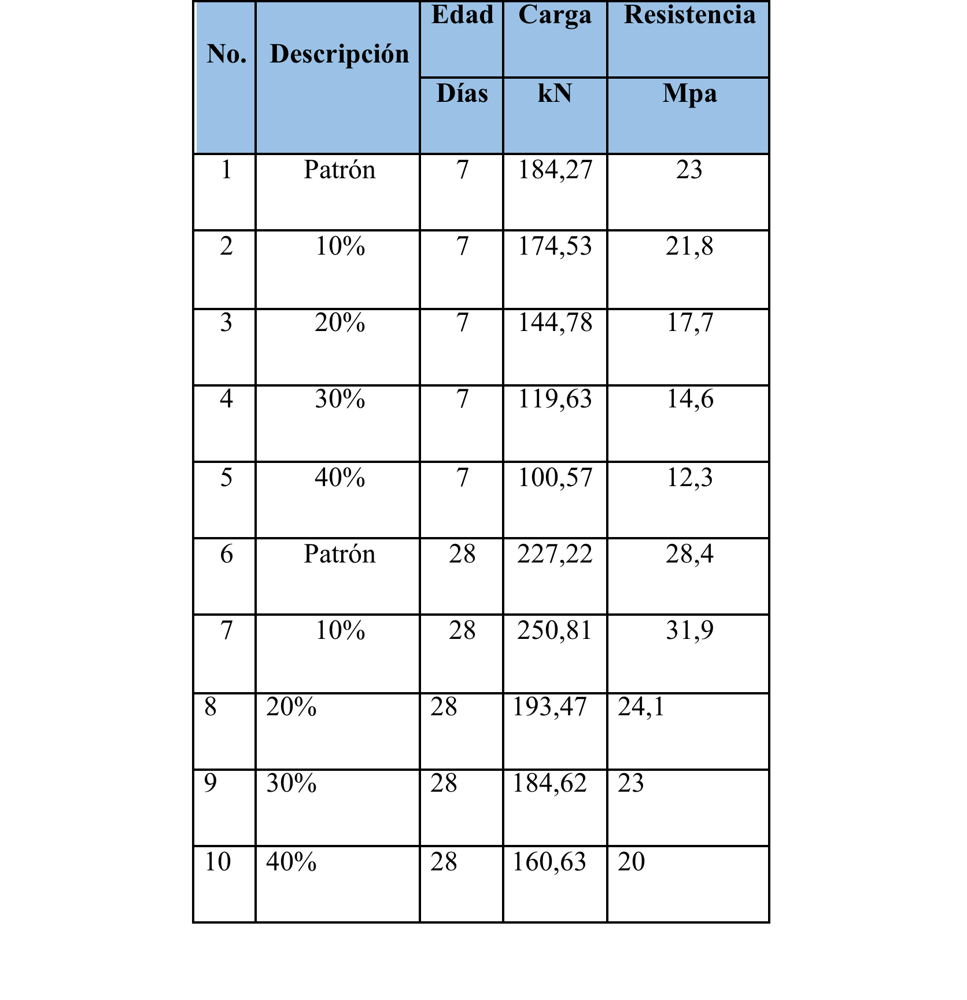 No. Descripción Edad Carga Resistencia
Días kN Mpa
1 Patrón 7 184,27 23
2 10% 7 174,53 21,8
3 20% 7 144,78 17,7
4 30% 7 119,63 14,6
5 40% 7 100,57 12,3
6 Patrón 28 227,22 28,4
7 10% 28 250,81 31,9
8 20% 28 193,47 24,1
9 30% 28 184,62 23
10 40% 28 160,63 20